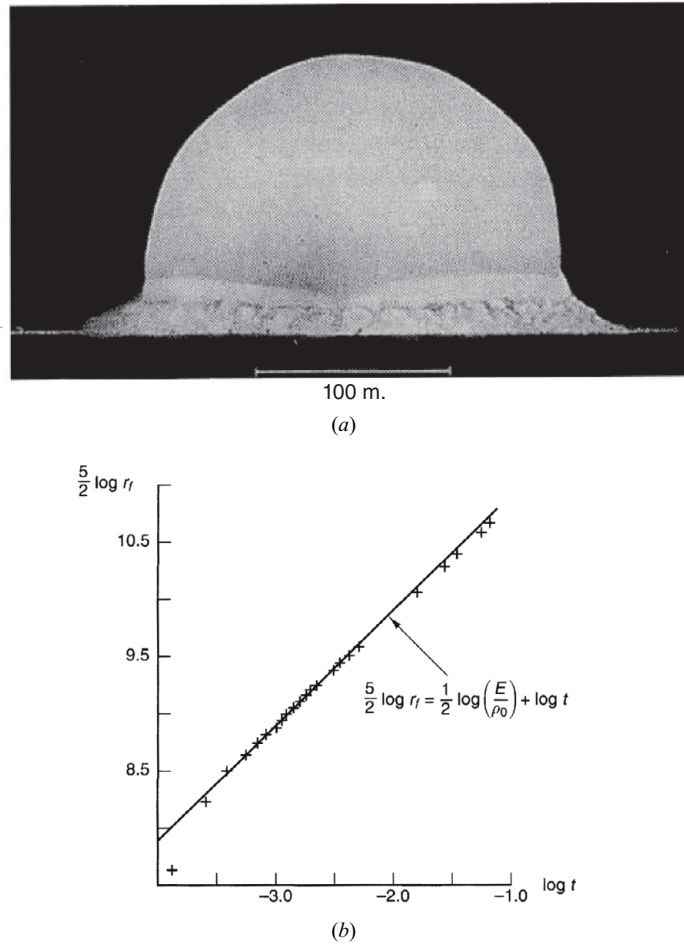 100 m.
(a)
5/2 log r_f
10.5
9.5
8.5
5/2 log r_f = 1/2 log(E/ρ₀) + log t
−3.0 −2.0 −1.0 log t
(b)